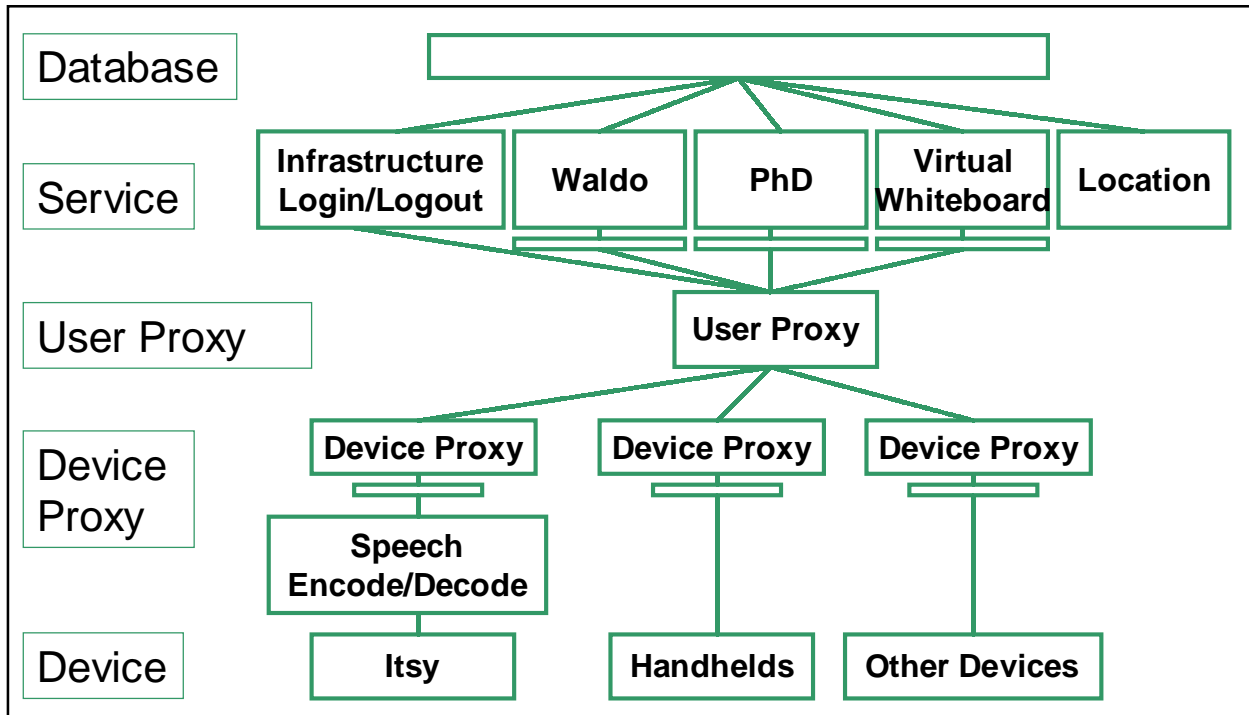 Database
Service
Infrastructure
Login/Logout
Waldo
PhD
Virtual
Whiteboard
Location
User Proxy
User Proxy
Device
Proxy
Device Proxy
Device Proxy
Device Proxy
Speech
Encode/Decode
Device
Itsy
Handhelds
Other Devices